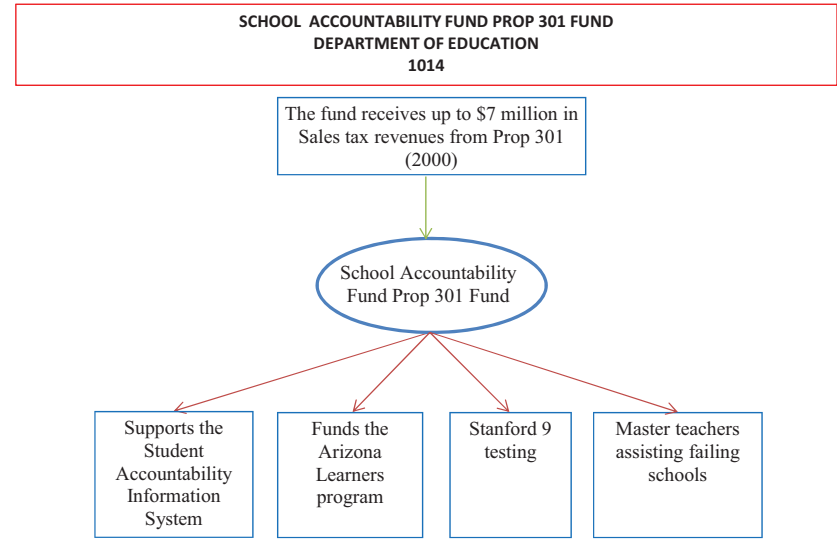 SCHOOL ACCOUNTABILITY FUND PROP 301 FUND
DEPARTMENT OF EDUCATION
1014
The fund receives up to $7 million in
Sales tax revenues from Prop 301
(2000)
School Accountability
Fund Prop 301 Fund
Supports the
Student
Accountability
Information
System
Funds the
Arizona
Learners
program
Stanford 9
testing
Master teachers
assisting failing
schools